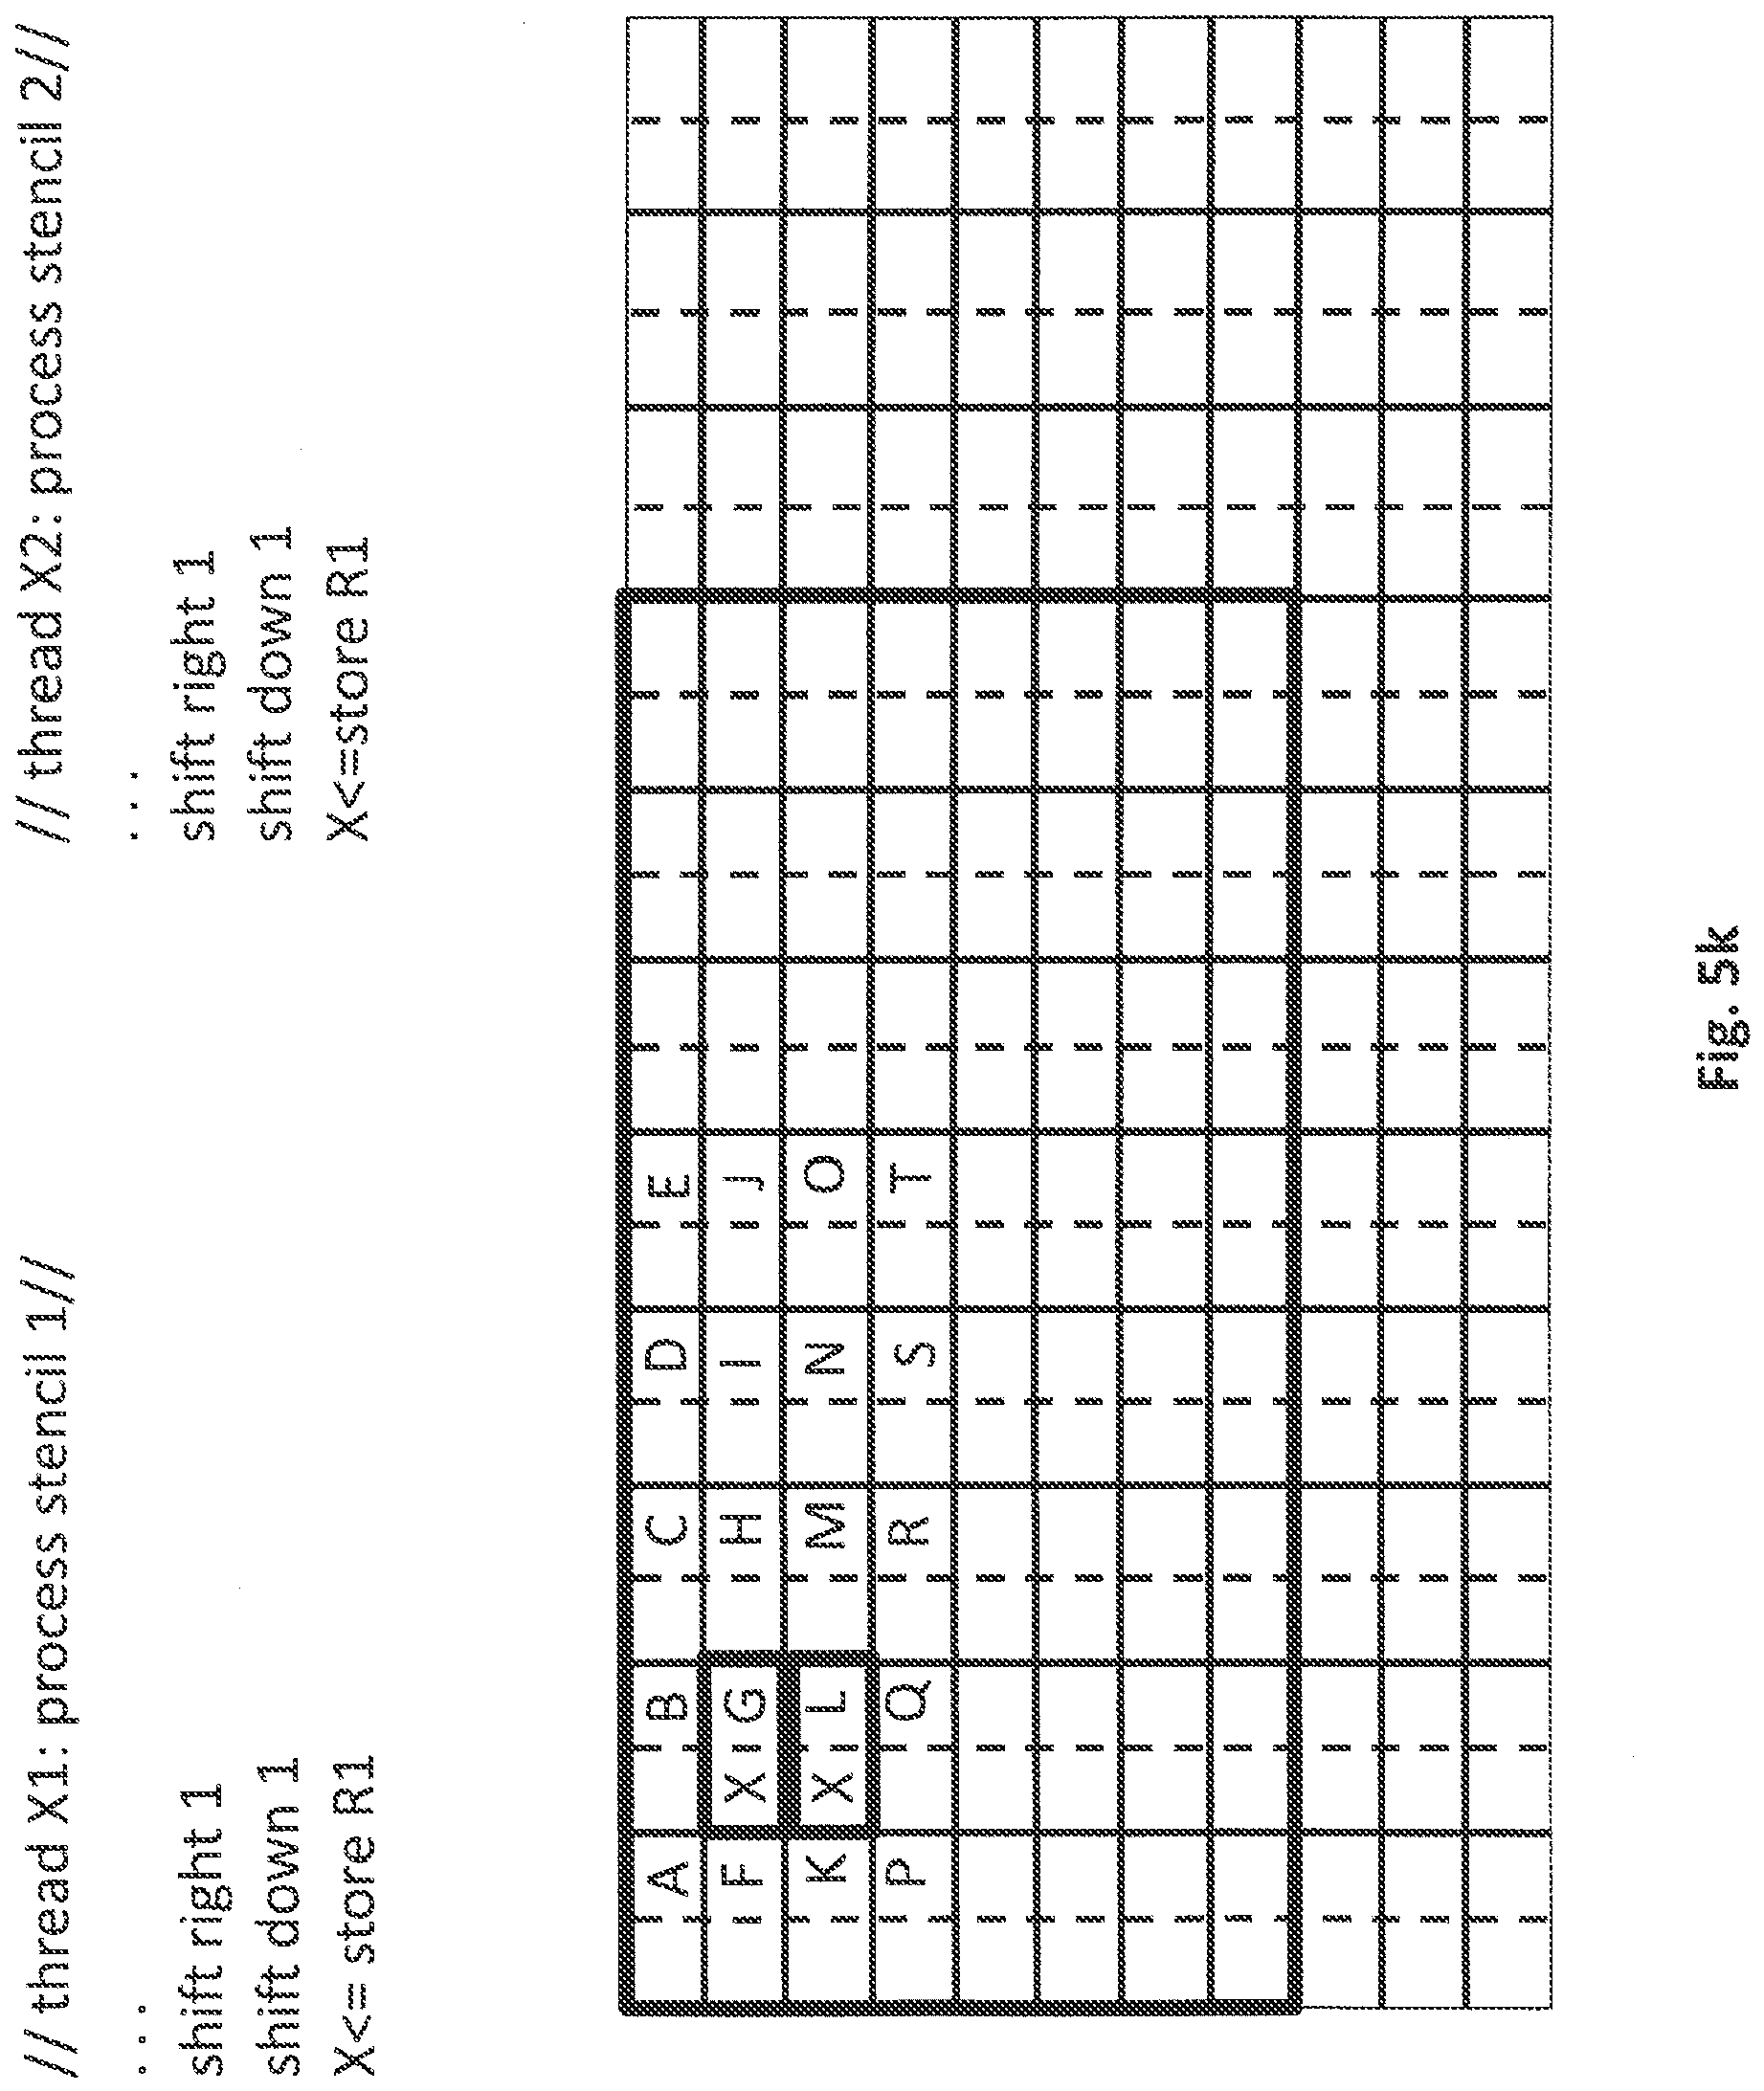 // thread X1: process stencil 1//
. . .
shift right 1
shift down 1
X<= store R1
// thread X2: process stencil 2//
. . .
shift right 1
shift down 1
X<=store R1
A B C D E
F X G H I J
K X L M N O
P Q R S T
Fig. 5k